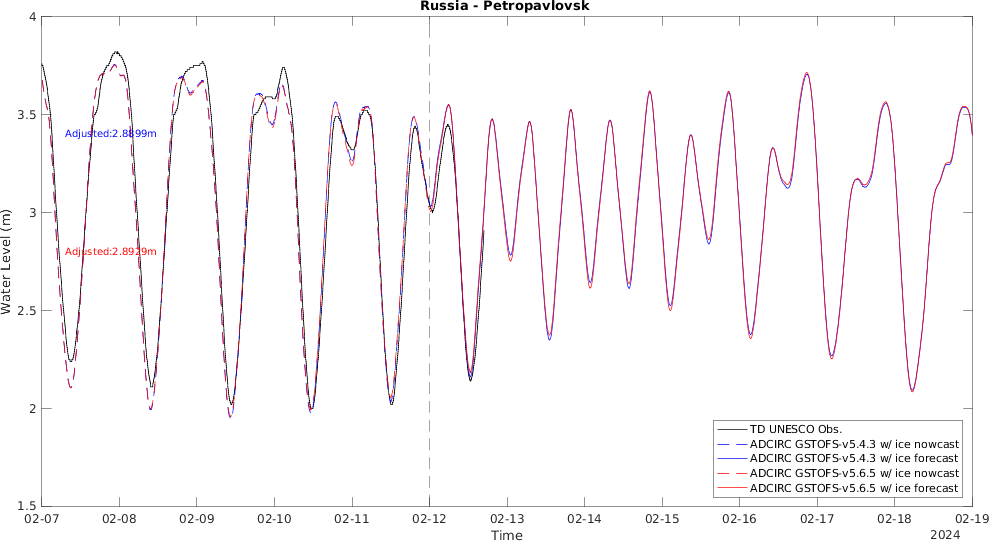 Russia - Petropavlovsk
4
3.5
3
2.5
2
1.5
Water Level (m)
Adjusted:2.8899m
Adjusted:2.8929m
TD UNESCO Obs.
ADCIRC GSTOFS-v5.4.3 w/ ice nowcast
ADCIRC GSTOFS-v5.4.3 w/ ice forecast
ADCIRC GSTOFS-v5.6.5 w/ ice nowcast
ADCIRC GSTOFS-v5.6.5 w/ ice forecast
02-07 02-08 02-09 02-10 02-11 02-12 02-13 02-14 02-15 02-16 02-17 02-18 02-19
Time
2024